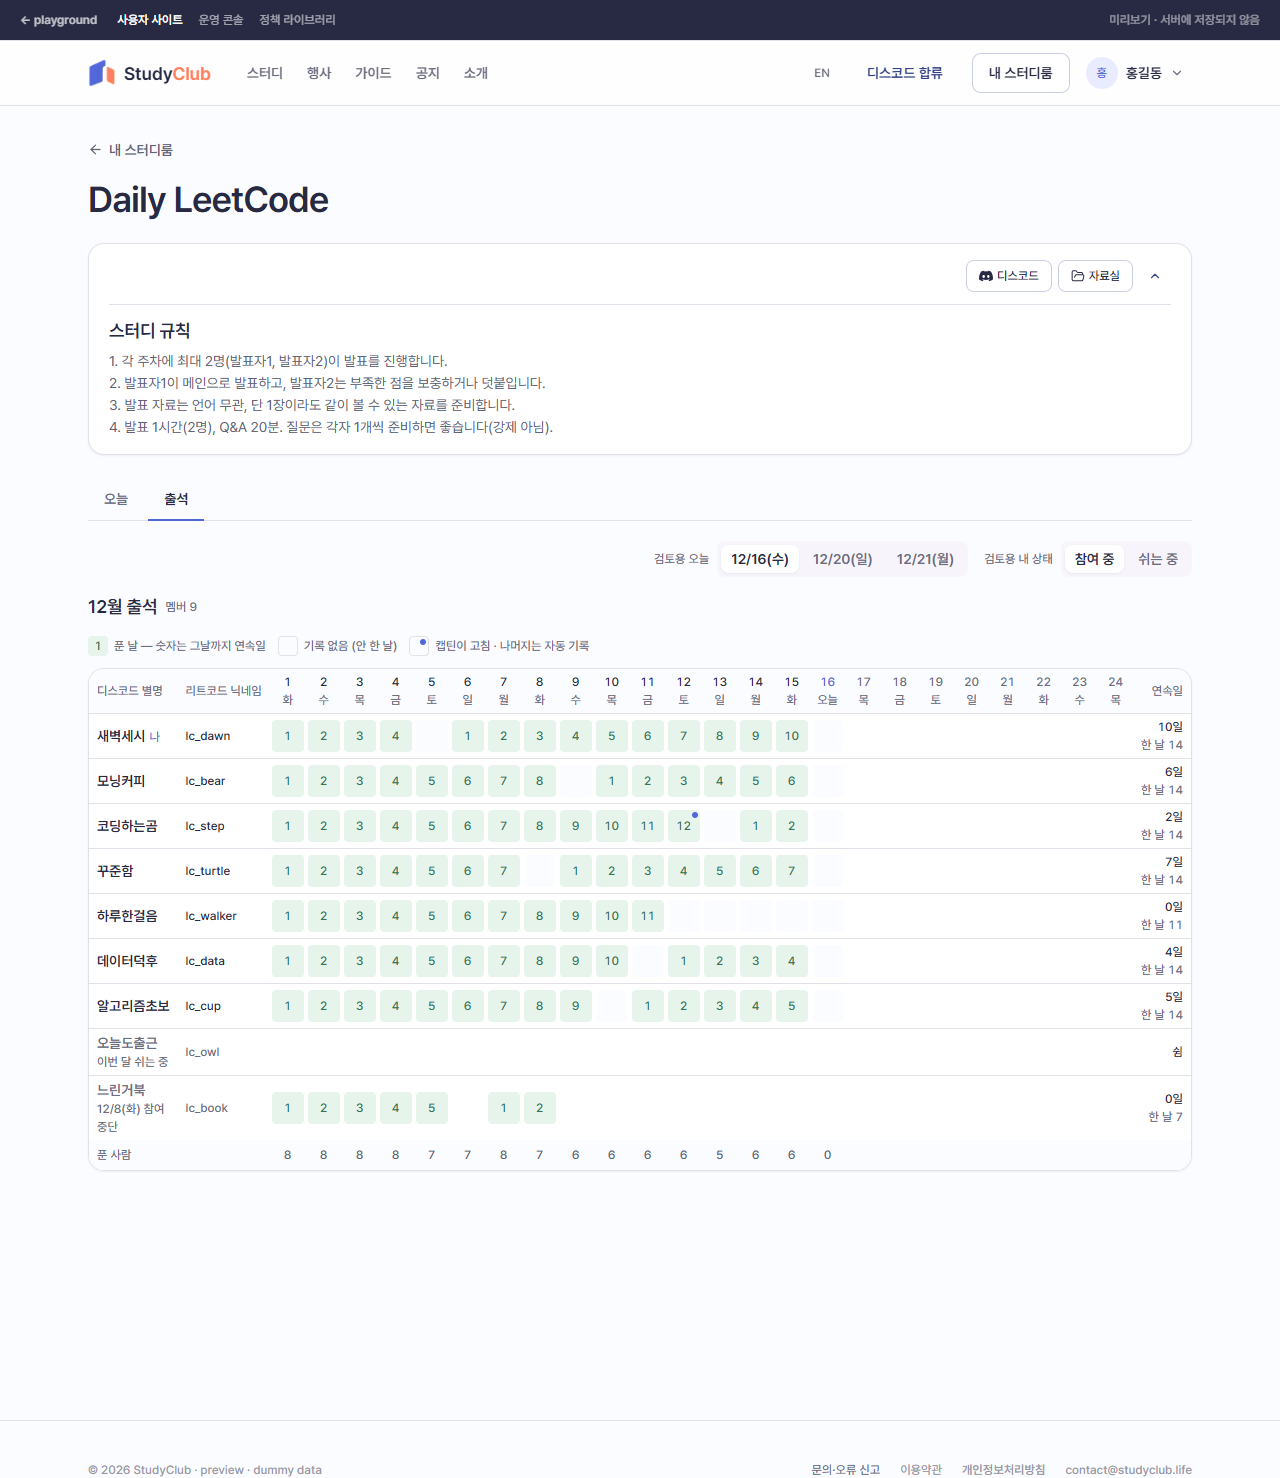 ← playground 사용자 사이트 운영 콘솔 정책 라이브러리 미리보기 · 서버에 저장되지 않음
StudyClub 스터디 행사 가이드 공지 소개 EN 디스코드 합류 내 스터디룸 홍 홍길동
← 내 스터디룸
Daily LeetCode
디스코드 자료실
스터디 규칙
1. 각 주차에 최대 2명(발표자1, 발표자2)이 발표를 진행합니다.
2. 발표자1이 메인으로 발표하고, 발표자2는 부족한 점을 보충하거나 덧붙입니다.
3. 발표 자료는 언어 무관, 단 1장이라도 같이 볼 수 있는 자료를 준비합니다.
4. 발표 1시간(2명), Q&A 20분. 질문은 각자 1개씩 준비하면 좋습니다(강제 아님).
오늘 출석
검토용 오늘 12/16(수) 12/20(일) 12/21(월) 검토용 내 상태 참여 중 쉬는 중
12월 출석 멤버 9
1 푼 날 — 숫자는 그날까지 연속일 기록 없음 (안 한 날) 캡틴이 고침 · 나머지는 자동 기록
디스코드 별명 리트코드 닉네임 1 2 3 4 5 6 7 8 9 10 11 12 13 14 15 16 17 18 19 20 21 22 23 24 연속일
화 수 목 금 토 일 월 화 수 목 금 토 일 월 화 오늘 목 금 토 일 월 화 수 목
새벽세시 나 lc_dawn 1 2 3 4 1 2 3 4 5 6 7 8 9 10 10일
한 날 14
모닝커피 lc_bear 1 2 3 4 5 6 7 8 1 2 3 4 5 6 6일
한 날 14
코딩하는곰 lc_step 1 2 3 4 5 6 7 8 9 10 11 12 1 2 2일
한 날 14
꾸준함 lc_turtle 1 2 3 4 5 6 7 1 2 3 4 5 6 7 7일
한 날 14
하루한걸음 lc_walker 1 2 3 4 5 6 7 8 9 10 11 0일
한 날 11
데이터덕후 lc_data 1 2 3 4 5 6 7 8 9 10 1 2 3 4 4일
한 날 14
알고리즘초보 lc_cup 1 2 3 4 5 6 7 8 9 1 2 3 4 5 5일
한 날 14
오늘도출근 lc_owl 쉼
이번 달 쉬는 중
느린거북 lc_book 1 2 3 4 5 1 2 0일
12/8(화) 참여 한 날 7
중단
푼 사람 8 8 8 8 7 7 8 7 6 6 6 6 5 6 6 0
© 2026 StudyClub · preview · dummy data 문의·오류 신고 이용약관 개인정보처리방침 contact@studyclub.life